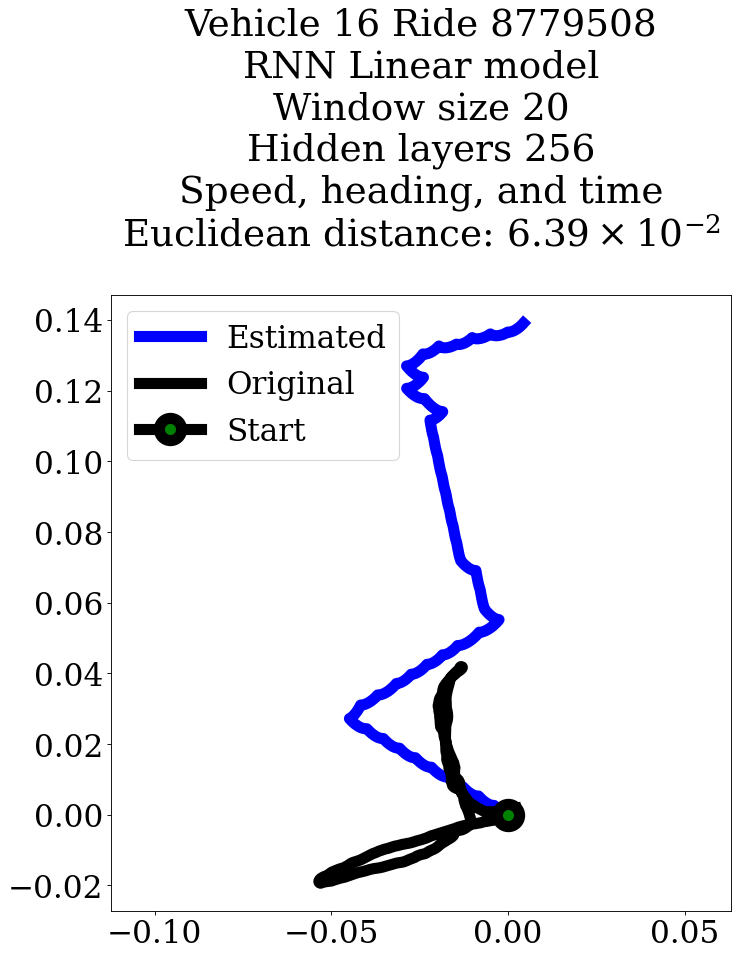 Vehicle 16 Ride 8779508
RNN Linear model
Window size 20
Hidden layers 256
Speed, heading, and time
Euclidean distance: 6.39 × 10⁻²
Estimated
Original
Start
0.14
0.12
0.10
0.08
0.06
0.04
0.02
0.00
−0.02
−0.10 −0.05 0.00 0.05